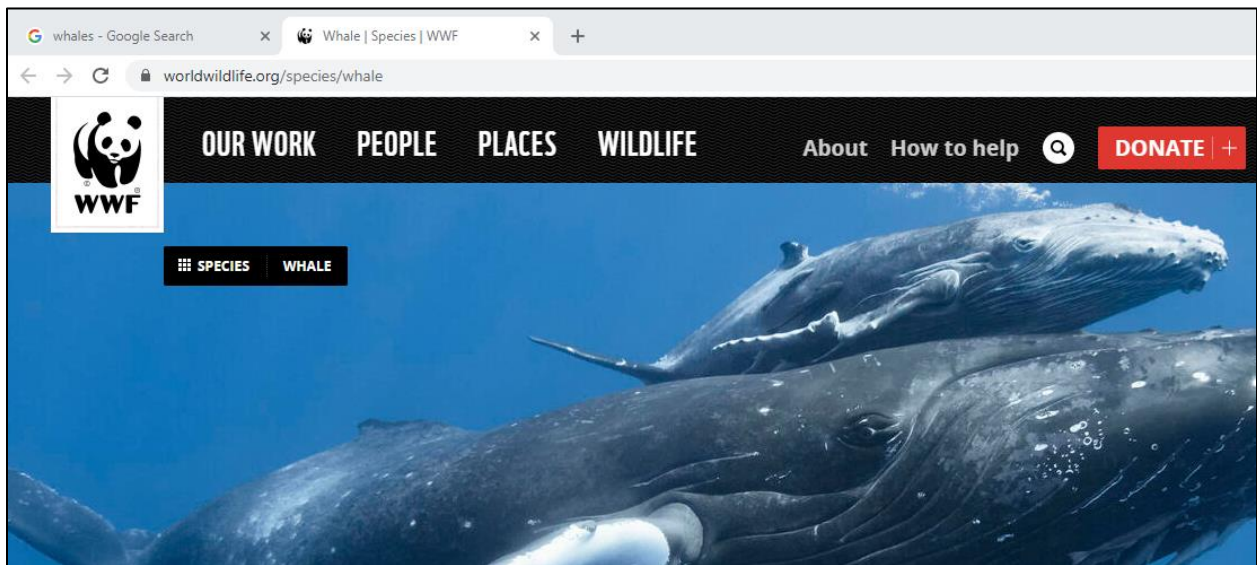 whales - Google Search
Whale | Species | WWF
worldwildlife.org/species/whale
OUR WORK PEOPLE PLACES WILDLIFE About How to help DONATE
WWF
SPECIES WHALE